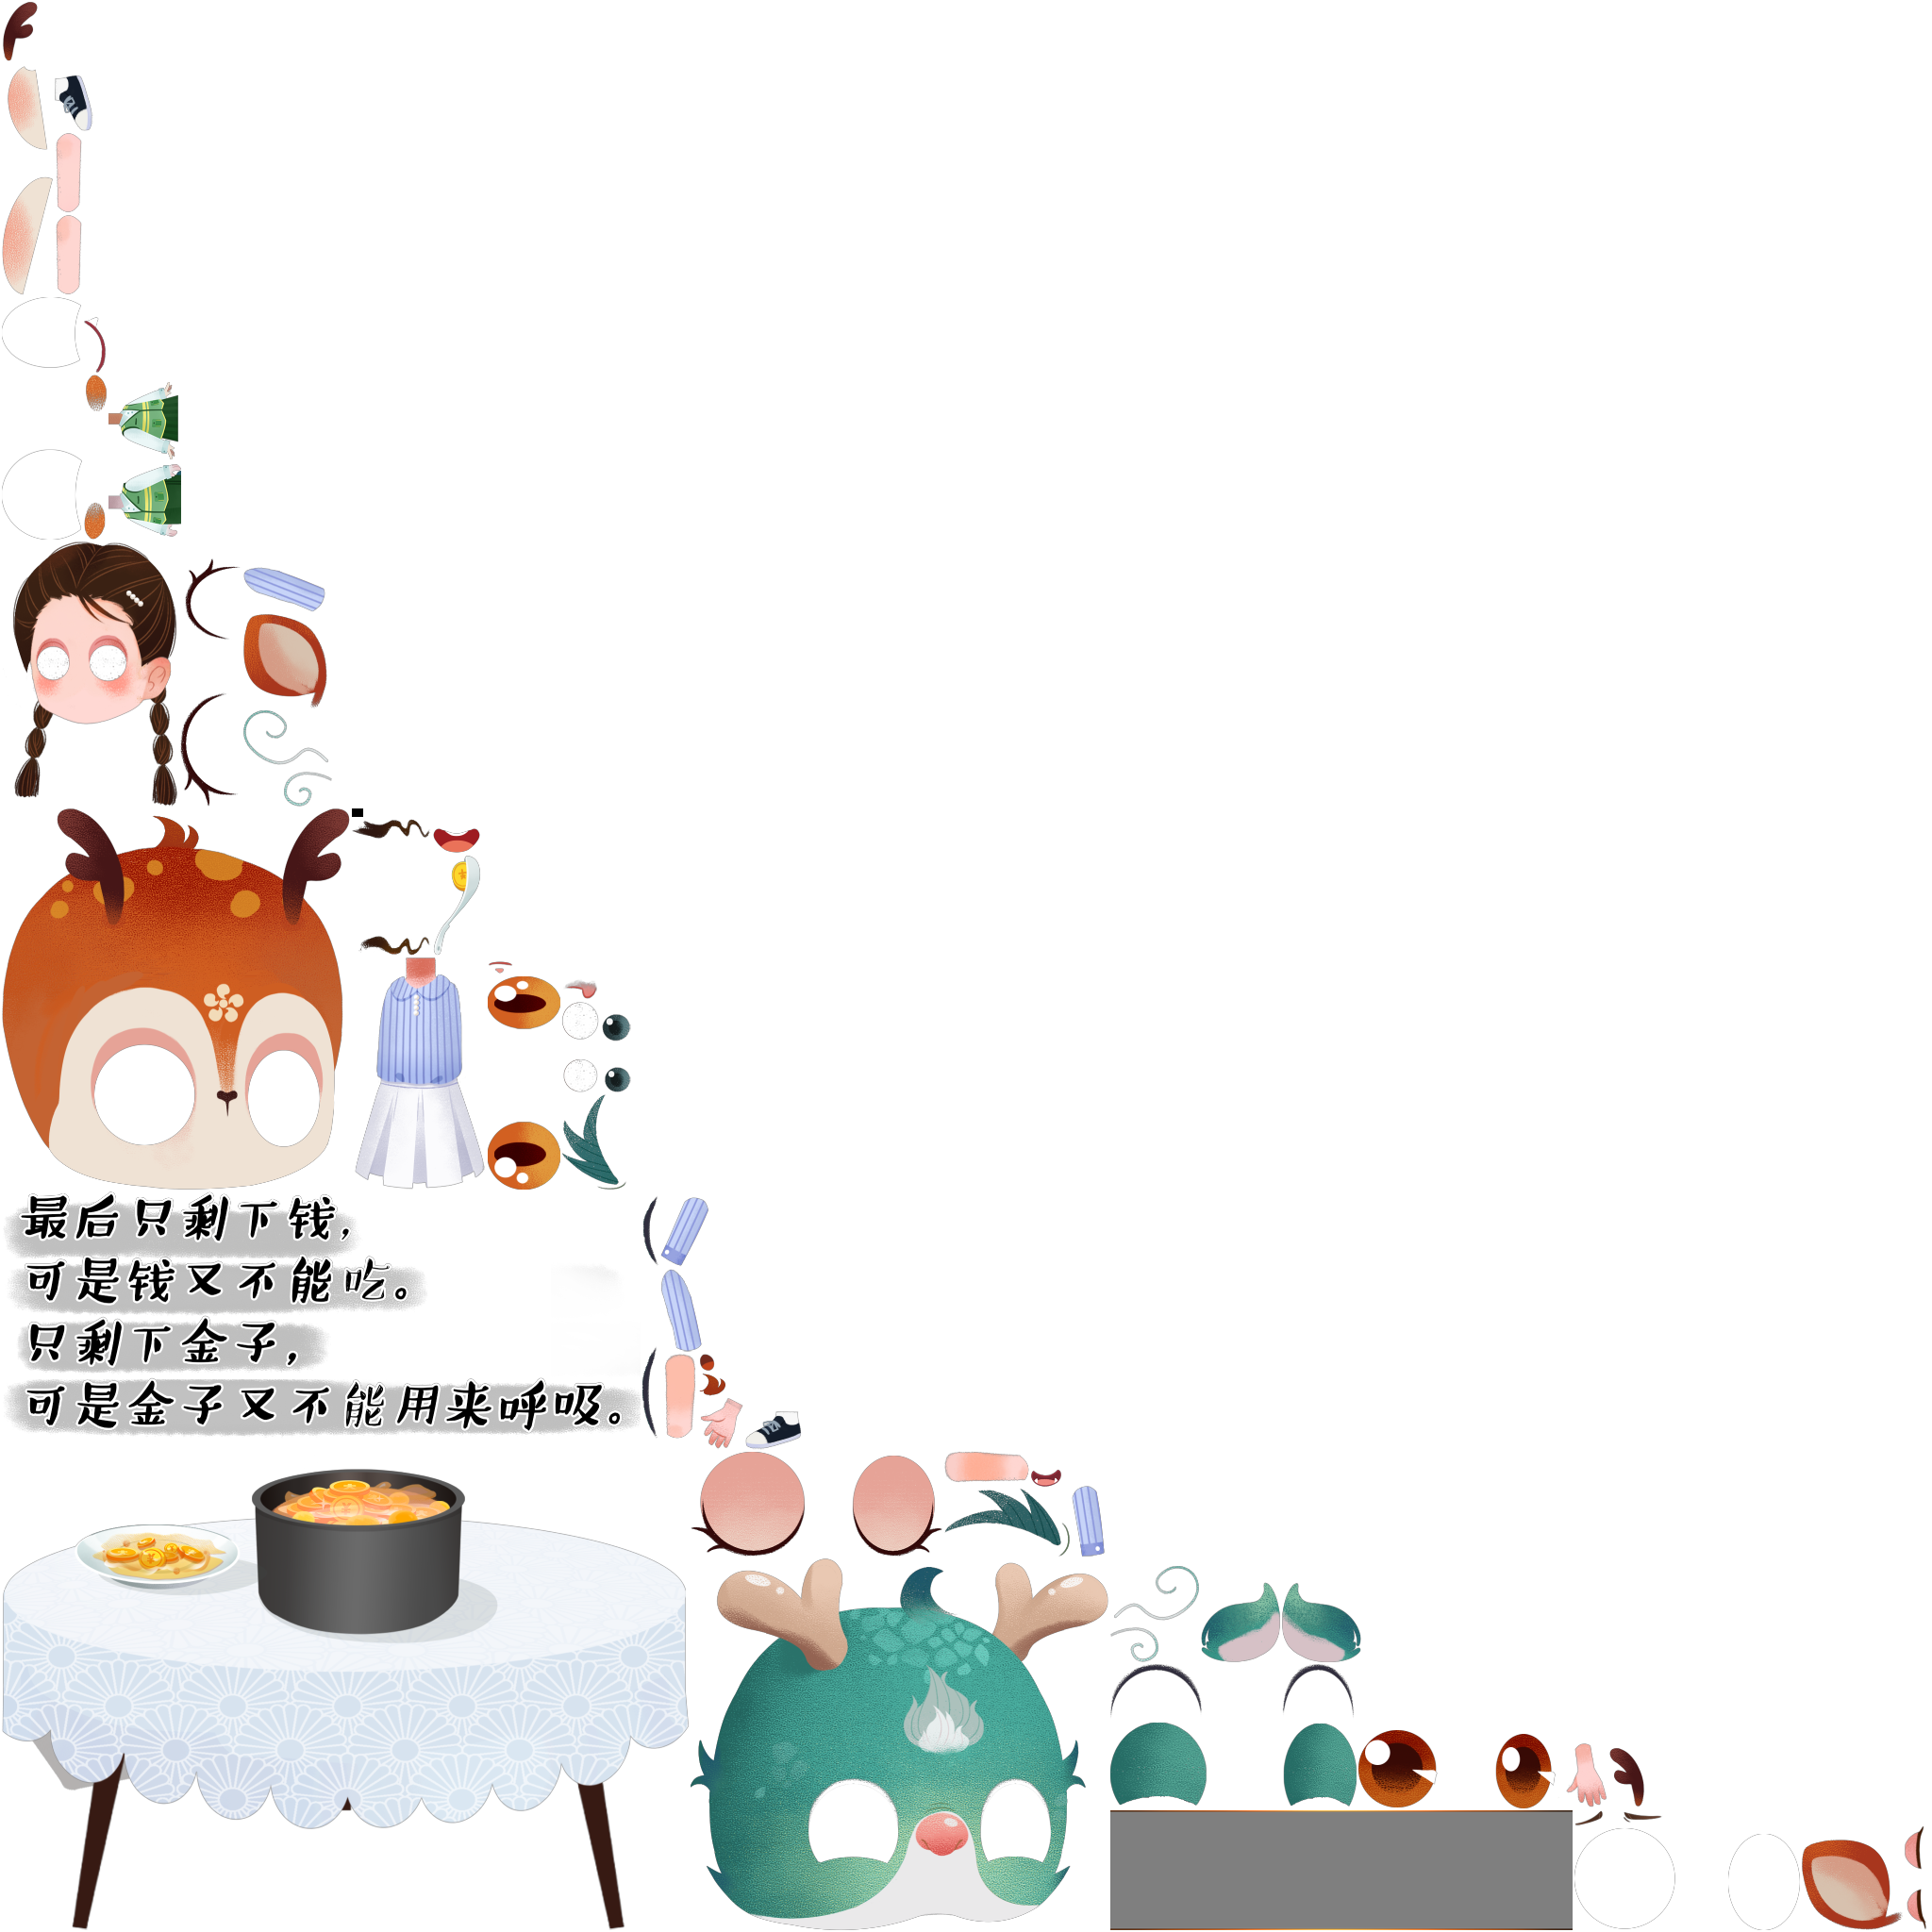 最后只剩下钱，
可是钱又不能吃。
只剩下金子，
可是金子又不能用来呼吸。